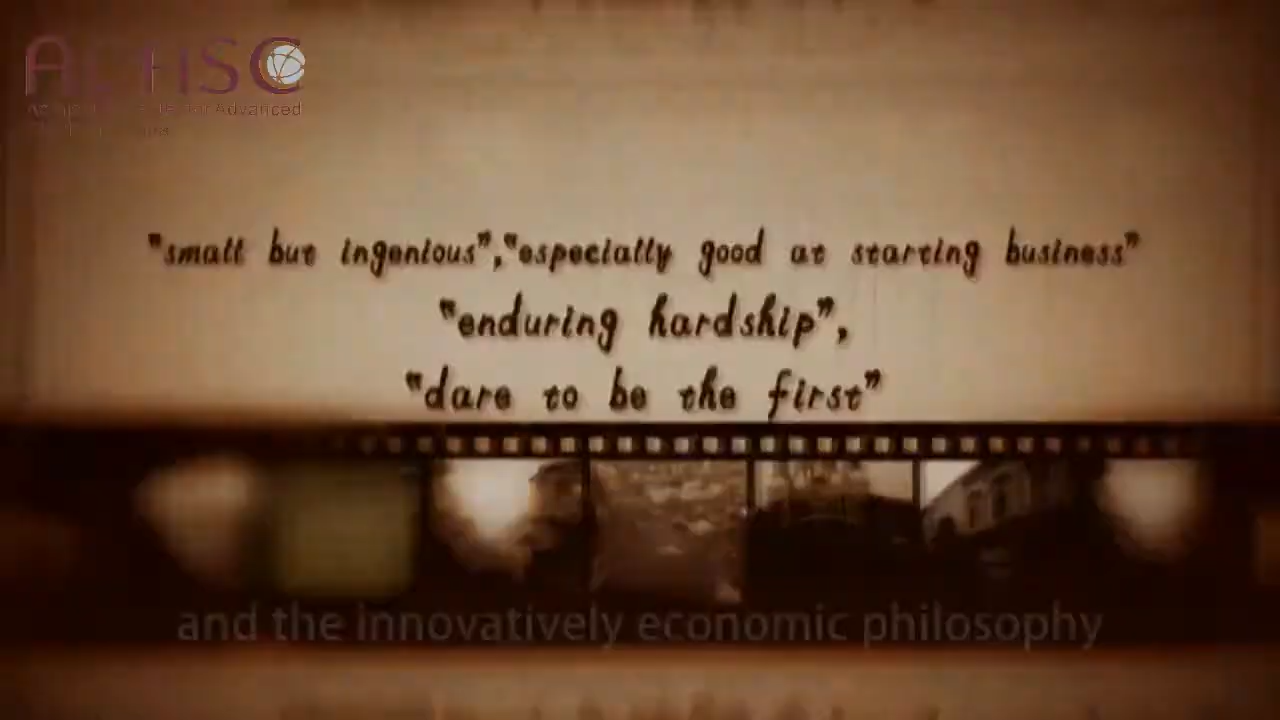 "small but ingenious","especially good at starting business"
"enduring hardship",
"dare to be the first"
and the innovatively economic philosophy
Advanced